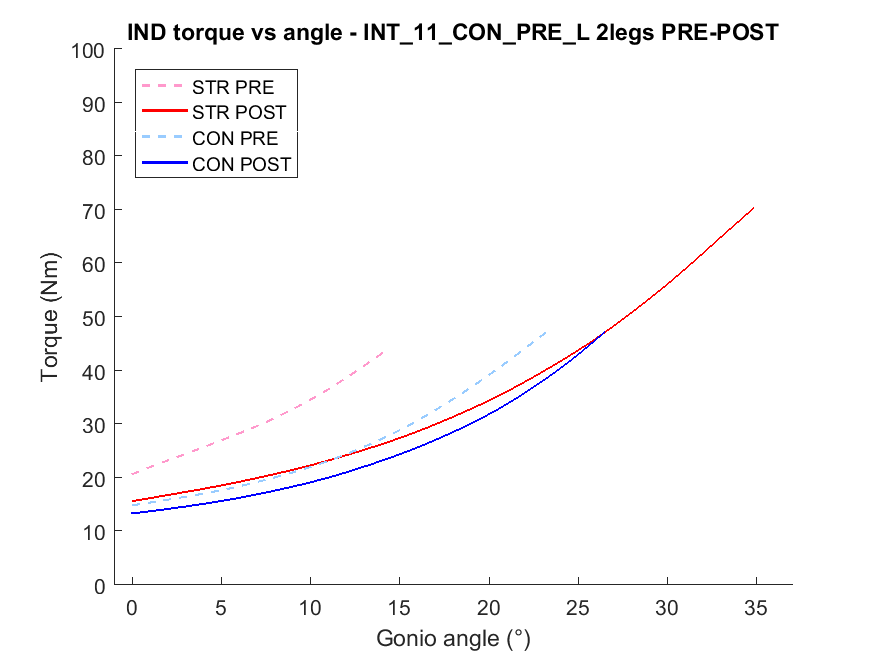 IND torque vs angle - INT_11_CON_PRE_L 2legs PRE-POST
100
90
80
70
60
50
40
30
20
10
0
STR PRE
STR POST
CON PRE
CON POST
Torque (Nm)
0 5 10 15 20 25 30 35
Gonio angle (°)